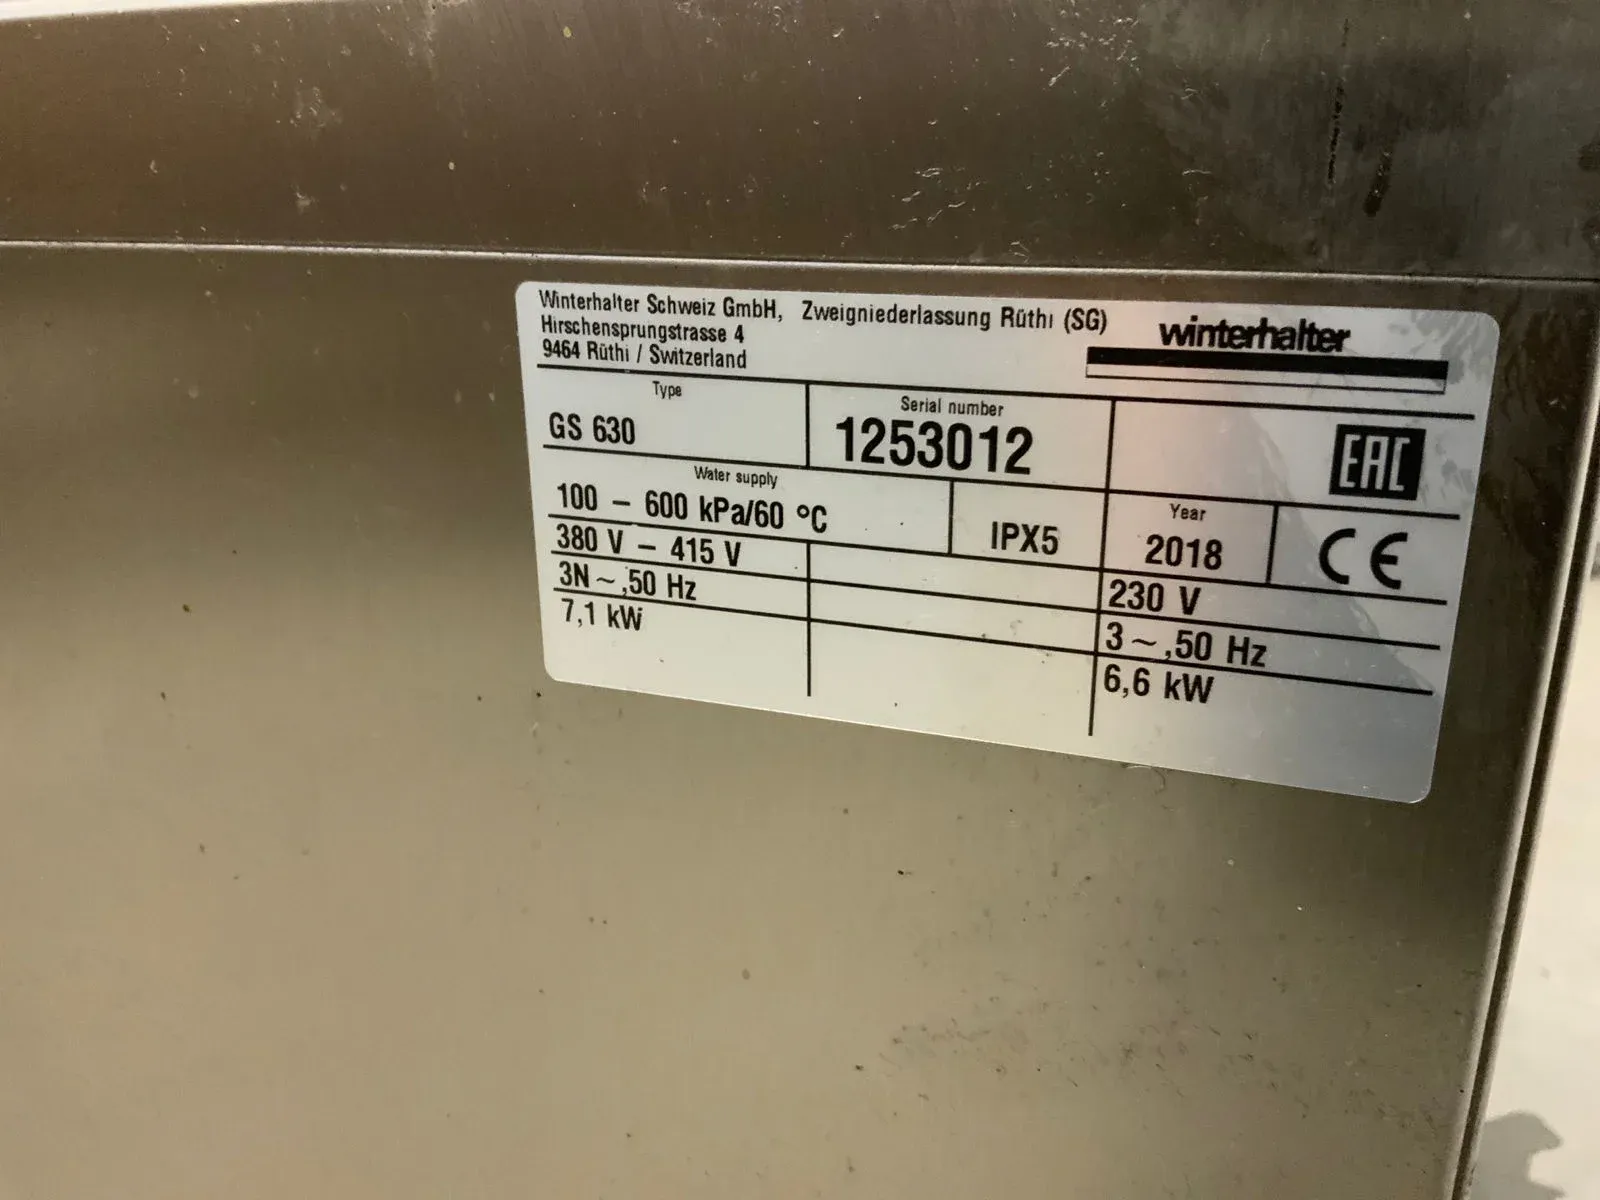 Winterhalter Schweiz GmbH, Zweigniederlassung Rüthi (SG)
Hirschensprungstrasse 4
9464 Rüthi / Switzerland
winterhalter
Type
GS 630
Serial number
1253012
EAC
Water supply
100 – 600 kPa/60 °C
IPX5
Year
2018
CE
380 V – 415 V
230 V
3N~,50 Hz
3~,50 Hz
7,1 kW
6,6 kW